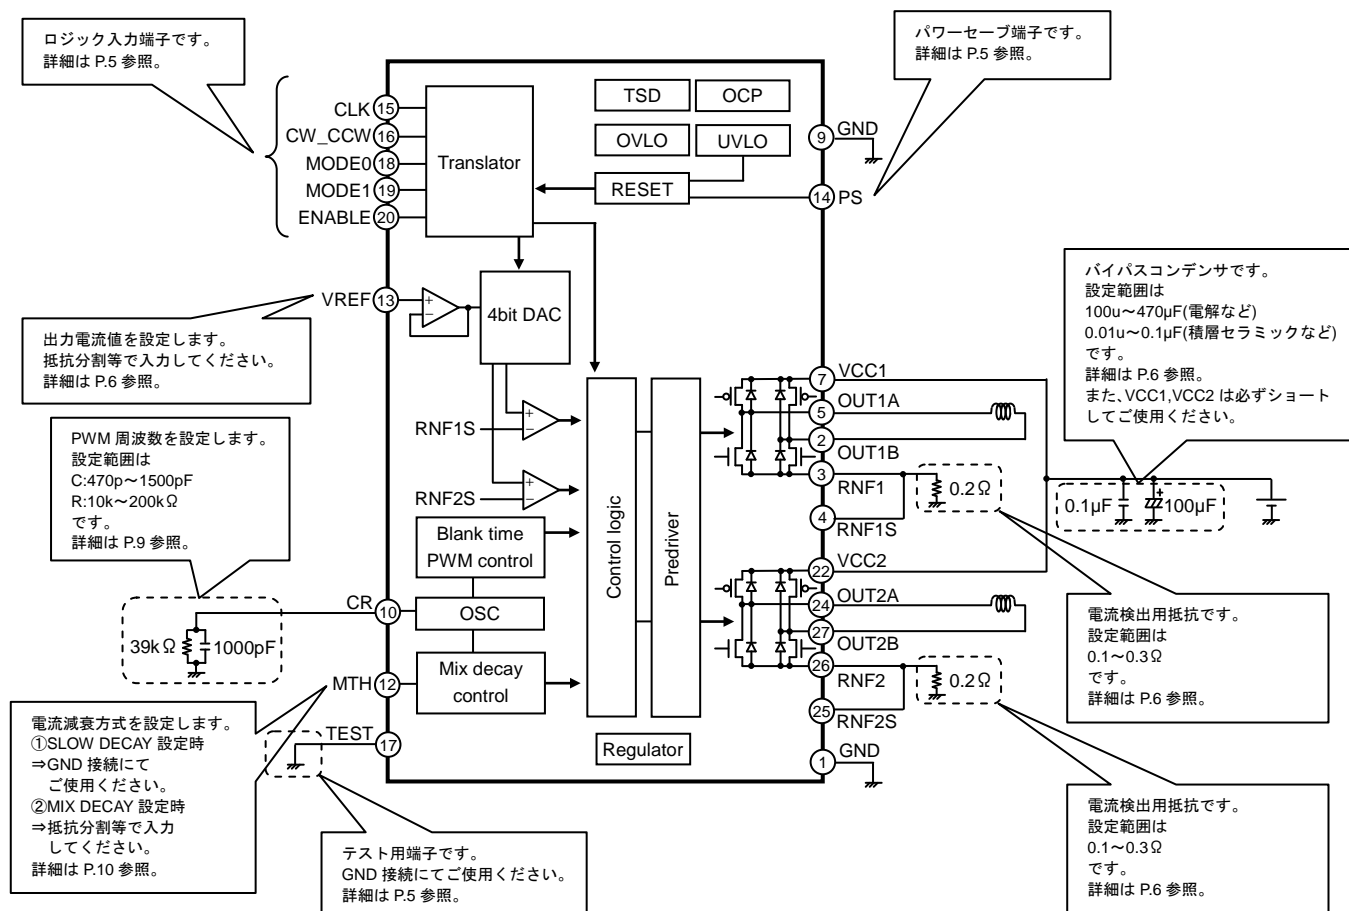 ロジック入力端子です。
詳細は P.5 参照。
パワーセーブ端子です。
詳細は P.5 参照。
CLK 15
CW_CCW 16
MODE0 18
MODE1 19
ENABLE 20
Translator
TSD
OCP
OVLO
UVLO
RESET
9 GND
14 PS
VREF 13
+
−
4bit DAC
出力電流値を設定します。
抵抗分割等で入力してください。
詳細は P.6 参照。
バイパスコンデンサです。
設定範囲は
100u～470µF(電解など)
0.01u～0.1µF(積層セラミックなど)
です。
詳細は P.6 参照。
また、VCC1,VCC2 は必ずショート
してご使用ください。
PWM 周波数を設定します。
設定範囲は
C:470p～1500pF
R:10k～200kΩ
です。
詳細は P.9 参照。
RNF1S
+
−
RNF2S
+
−
Blank time
PWM control
OSC
Mix decay
control
Control logic
Predriver
Regulator
7 VCC1
5 OUT1A
2
OUT1B
3
RNF1
4
RNF1S
0.2Ω
0.1µF
+
100µF
VCC2
22
OUT2A
24
27
OUT2B
26
RNF2
25
RNF2S
0.2Ω
1 GND
CR 10
39kΩ
1000pF
MTH 12
TEST 17
電流検出用抵抗です。
設定範囲は
0.1～0.3Ω
です。
詳細は P.6 参照。
電流減衰方式を設定します。
①SLOW DECAY 設定時
⇒GND 接続にて
ご使用ください。
②MIX DECAY 設定時
⇒抵抗分割等で入力
してください。
詳細は P.10 参照。
テスト用端子です。
GND 接続にてご使用ください。
詳細は P.5 参照。
電流検出用抵抗です。
設定範囲は
0.1～0.3Ω
です。
詳細は P.6 参照。